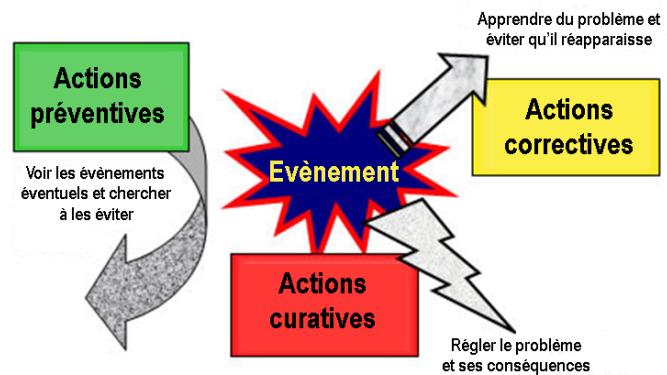 Actions
préventives
Voir les évènements
éventuels et chercher
à les éviter
Evènement
Apprendre du problème et
éviter qu'il réapparaisse
Actions
correctives
Actions
curatives
Régler le problème
et ses conséquences